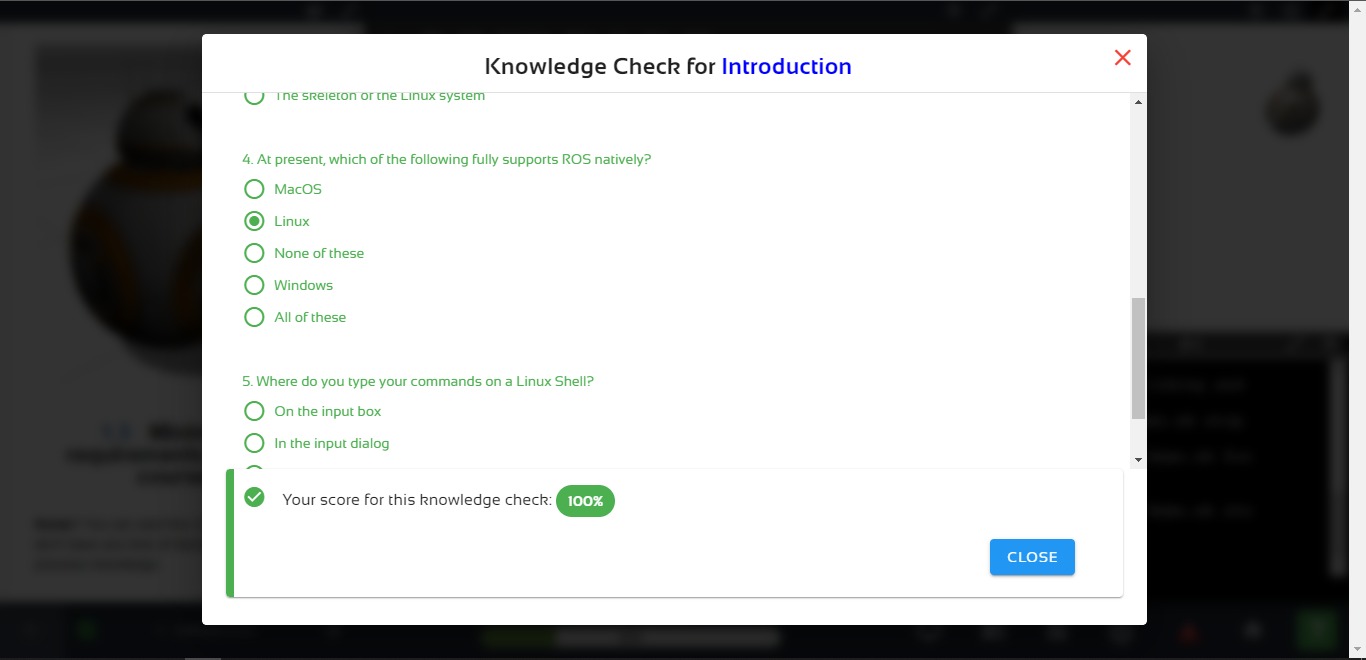 Knowledge Check for Introduction
The skeleton of the Linux system
4. At present, which of the following fully supports ROS natively?
MacOS
Linux
None of these
Windows
All of these
5. Where do you type your commands on a Linux Shell?
On the input box
In the input dialog
Your score for this knowledge check: 100%
CLOSE